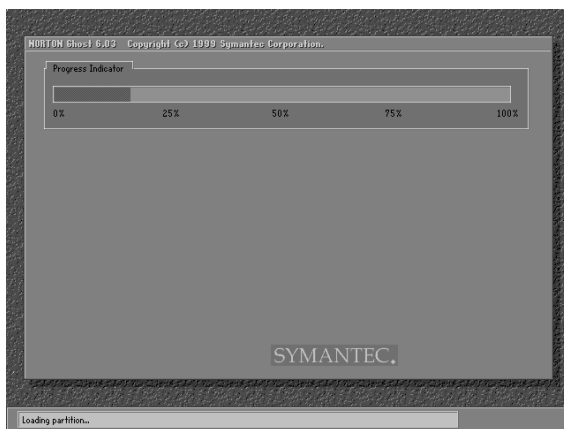 NORTON Ghost 6.03 Copyright (c) 1999 Symantec Corporation.
Progress Indicator
0% 25% 50% 75% 100%
SYMANTEC.
Loading partition...